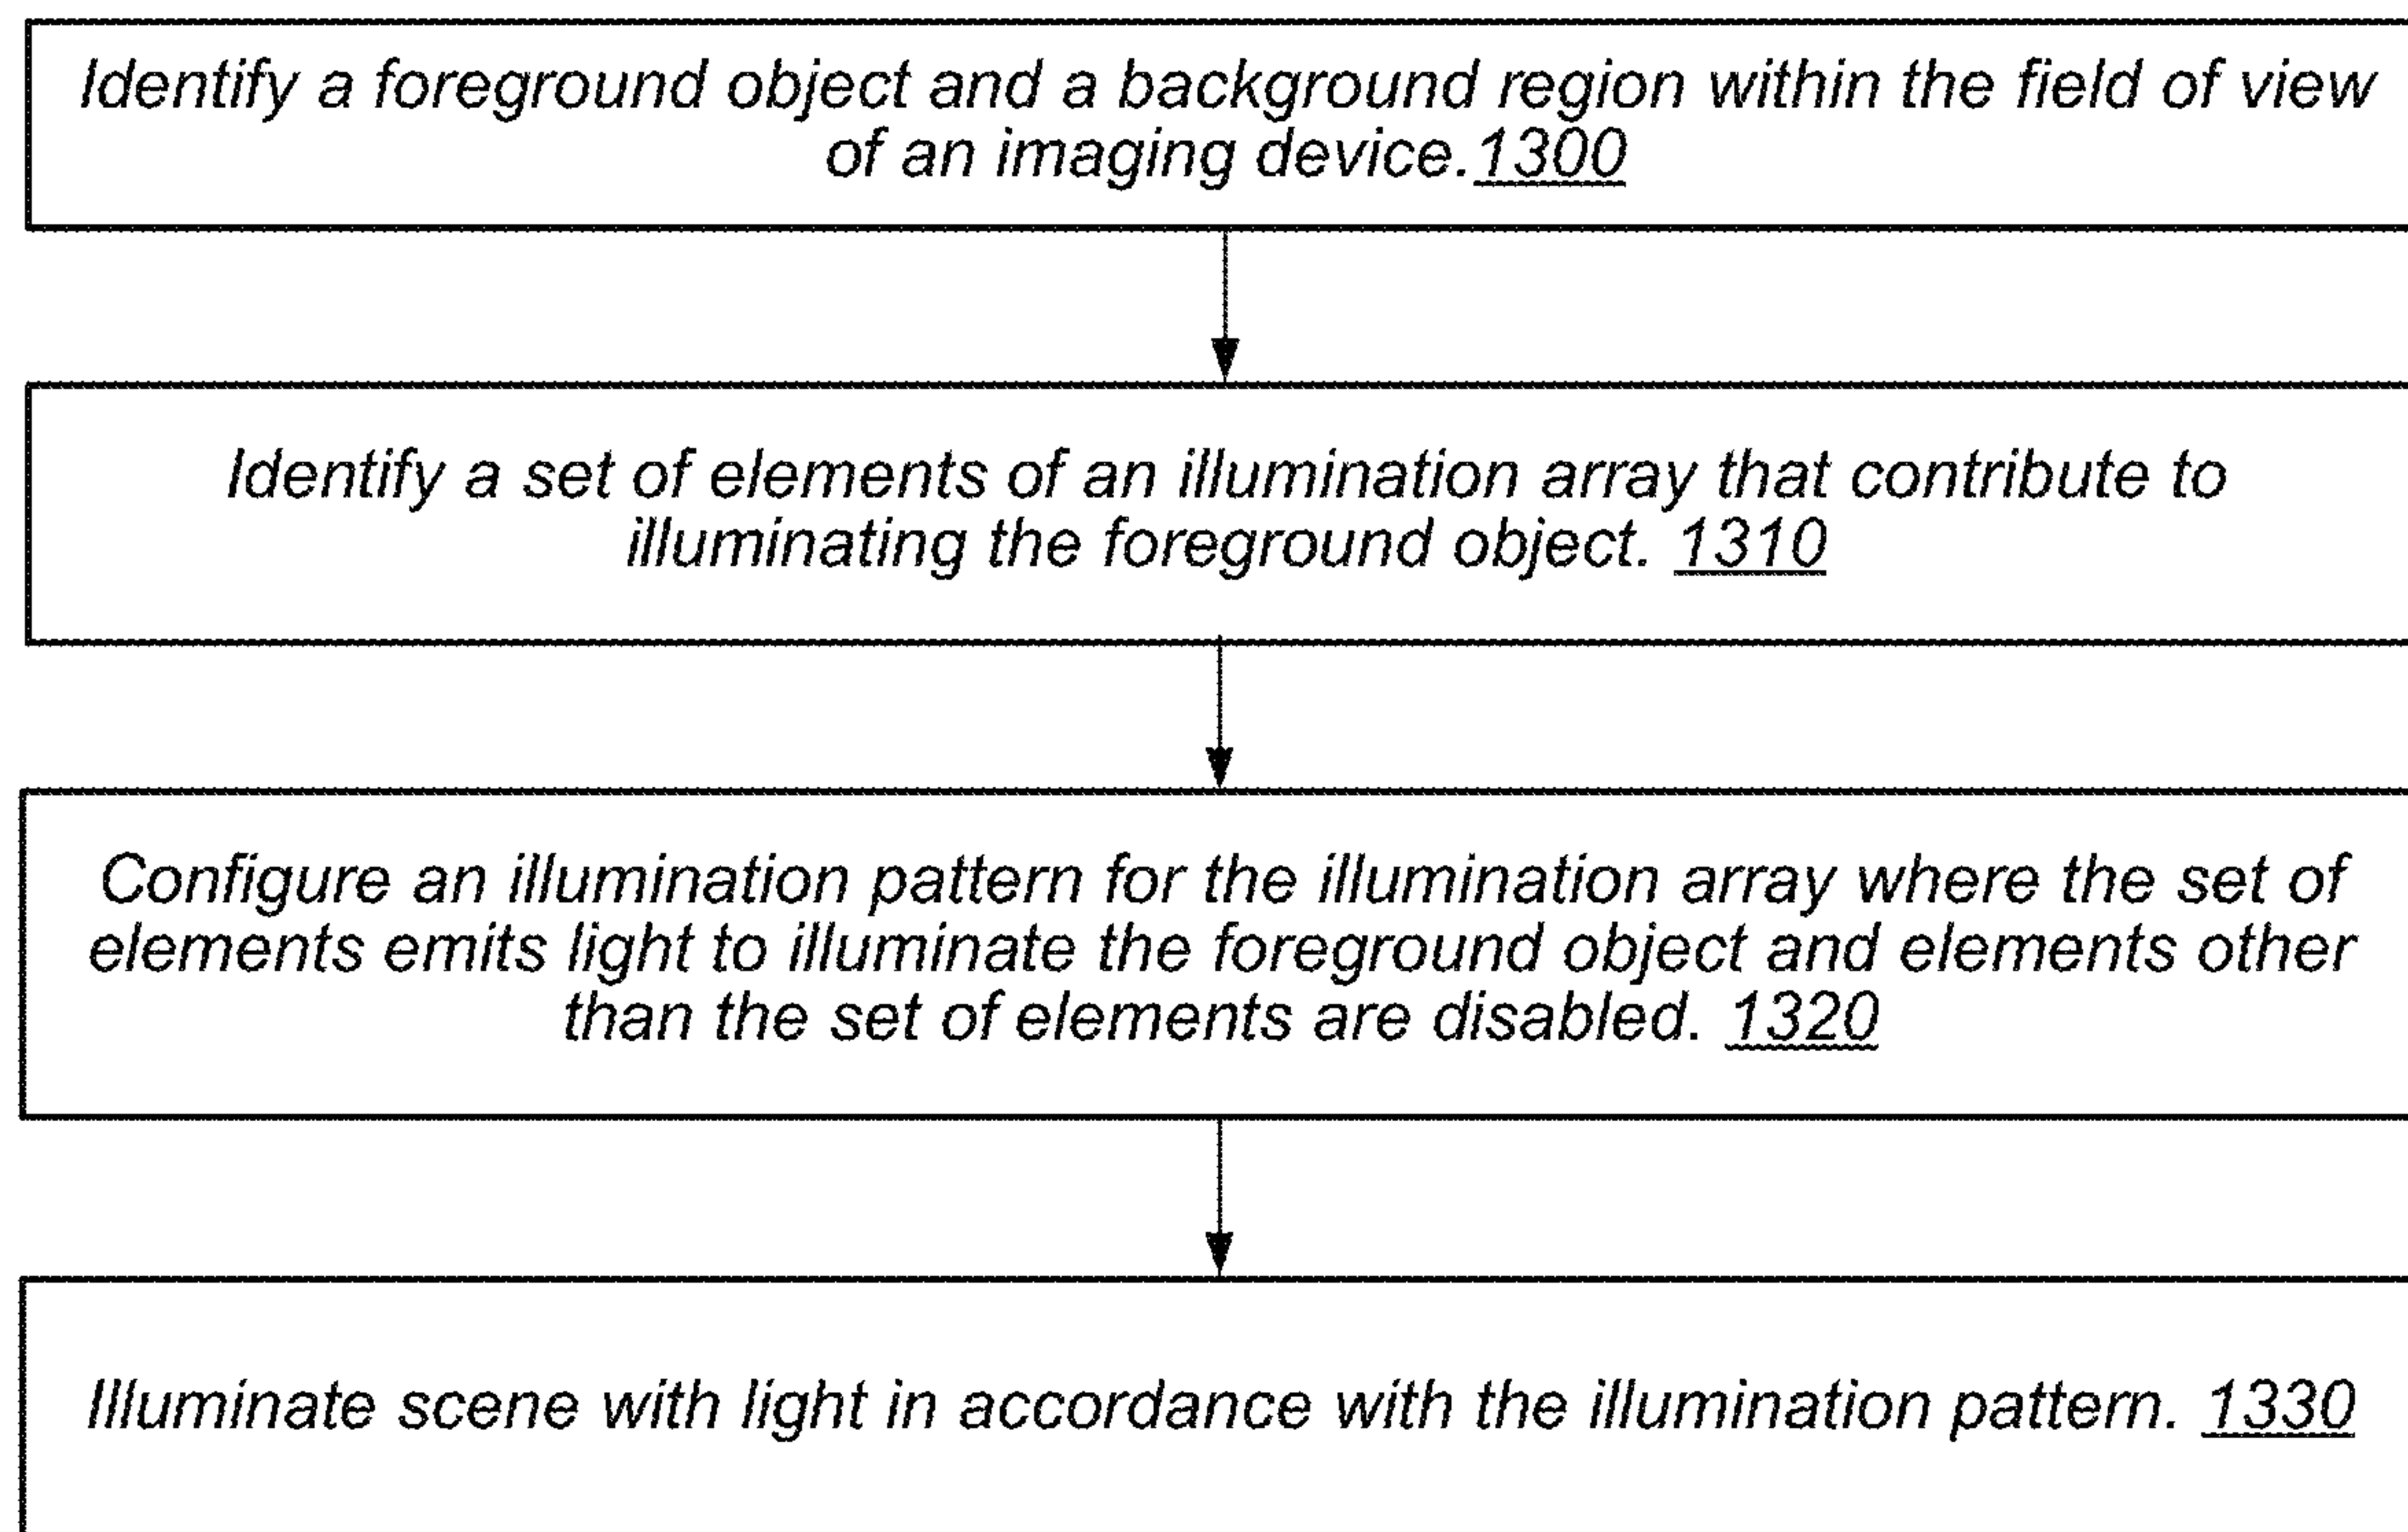 Identify a foreground object and a background region within the field of view
of an imaging device. 1300
Identify a set of elements of an illumination array that contribute to
illuminating the foreground object. 1310
Configure an illumination pattern for the illumination array where the set of
elements emits light to illuminate the foreground object and elements other
than the set of elements are disabled. 1320
Illuminate scene with light in accordance with the illumination pattern. 1330